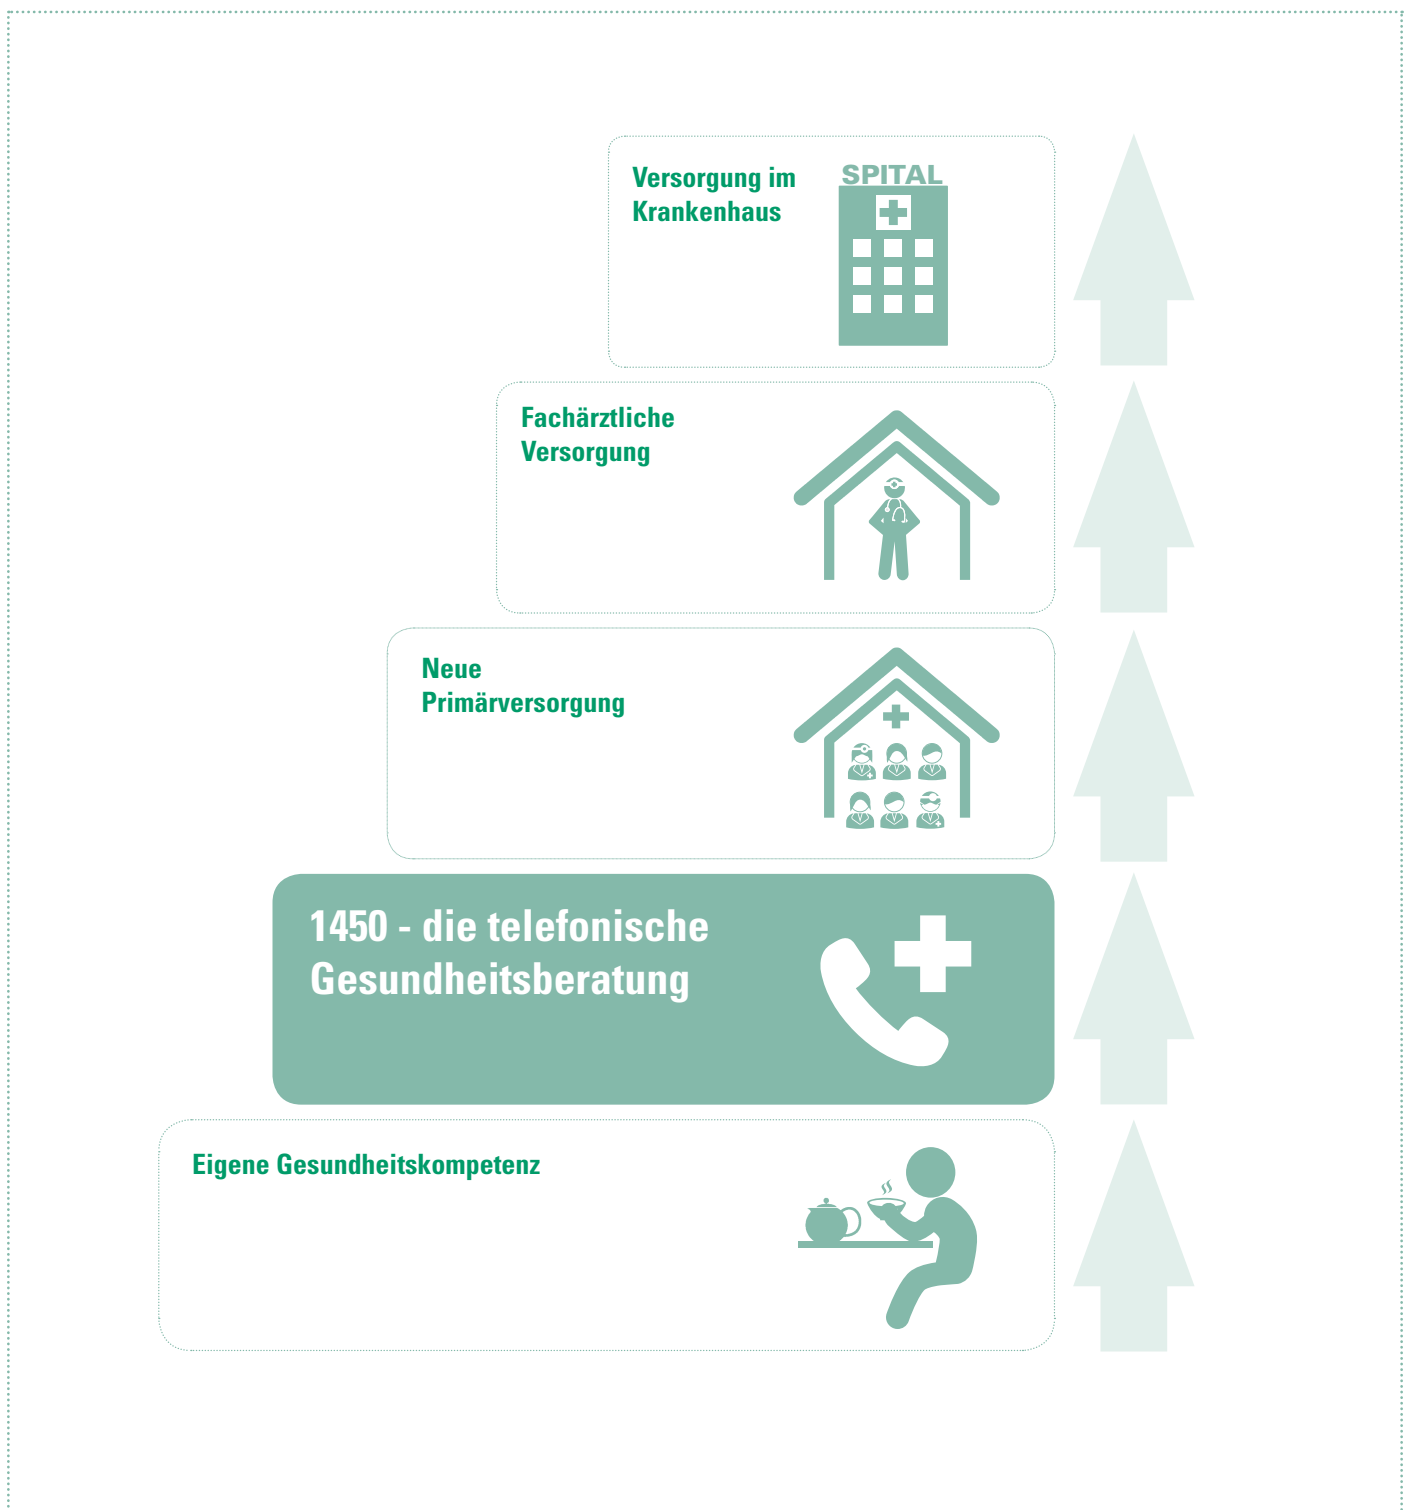 Versorgung im
Krankenhaus
SPITAL
Fachärztliche
Versorgung
Neue
Primärversorgung
1450 - die telefonische
Gesundheitsberatung
Eigene Gesundheitskompetenz